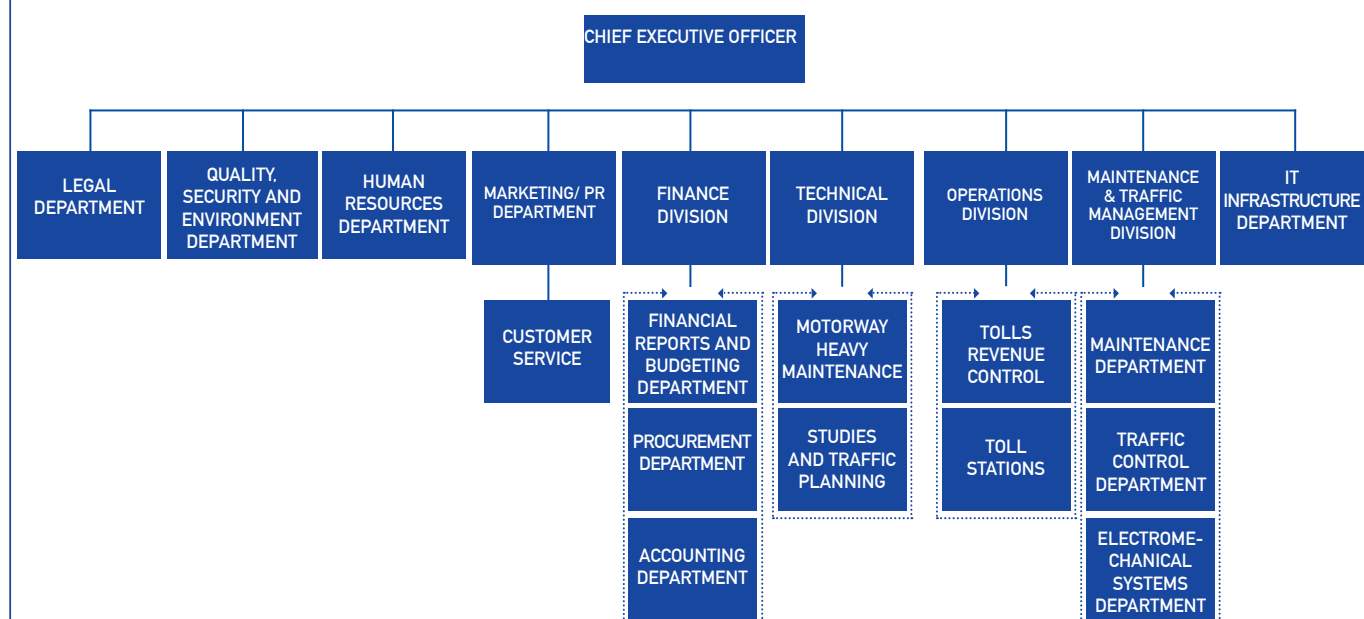 CHIEF EXECUTIVE OFFICER
LEGAL
DEPARTMENT
QUALITY,
SECURITY AND
ENVIRONMENT
DEPARTMENT
HUMAN
RESOURCES
DEPARTMENT
MARKETING/ PR
DEPARTMENT
FINANCE
DIVISION
TECHNICAL
DIVISION
OPERATIONS
DIVISION
MAINTENANCE
& TRAFFIC
MANAGEMENT
DIVISION
IT
INFRASTRUCTURE
DEPARTMENT
CUSTOMER
SERVICE
FINANCIAL
REPORTS AND
BUDGETING
DEPARTMENT
MOTORWAY
HEAVY
MAINTENANCE
TOLLS
REVENUE
CONTROL
MAINTENANCE
DEPARTMENT
PROCUREMENT
DEPARTMENT
STUDIES
AND TRAFFIC
PLANNING
TOLL
STATIONS
TRAFFIC
CONTROL
DEPARTMENT
ACCOUNTING
DEPARTMENT
ELECTROME-
CHANICAL
SYSTEMS
DEPARTMENT